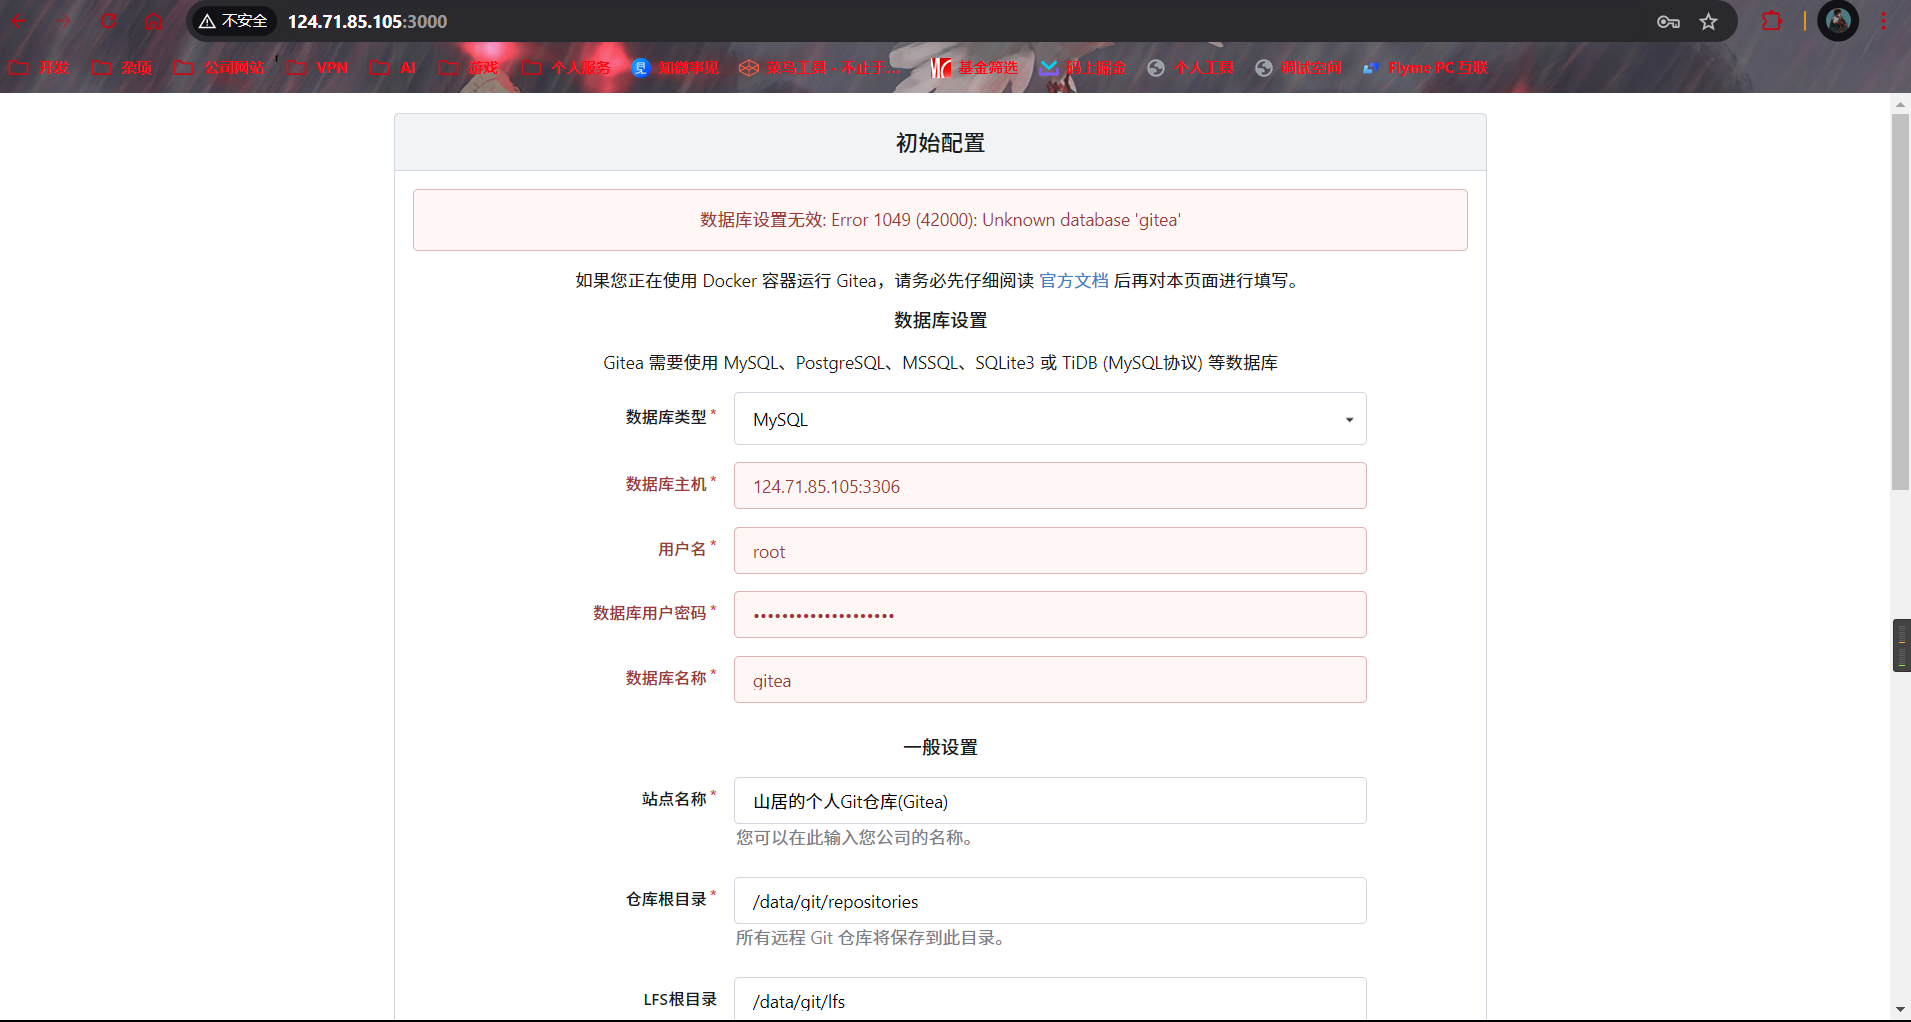 不安全 124.71.85.105:3000
开发 杂项 公司网站 VPN AI 游戏 个人服务 知微事见 菜鸟工具 - 不止于... 基金筛选 稀土掘金 个人工具 调试空间 Flyme PC 互联
初始配置
数据库设置无效: Error 1049 (42000): Unknown database 'gitea'
如果您正在使用 Docker 容器运行 Gitea，请务必先仔细阅读 官方文档 后再对本页面进行填写。
数据库设置
Gitea 需要使用 MySQL、PostgreSQL、MSSQL、SQLite3 或 TiDB (MySQL协议) 等数据库
数据库类型 * MySQL
数据库主机 * 124.71.85.105:3306
用户名 * root
数据库用户密码 * ••••••••••••••••••••
数据库名称 * gitea
一般设置
站点名称 * 山居的个人Git仓库(Gitea)
您可以在此输入您公司的名称。
仓库根目录 * /data/git/repositories
所有远程 Git 仓库将保存到此目录。
LFS根目录 /data/git/lfs